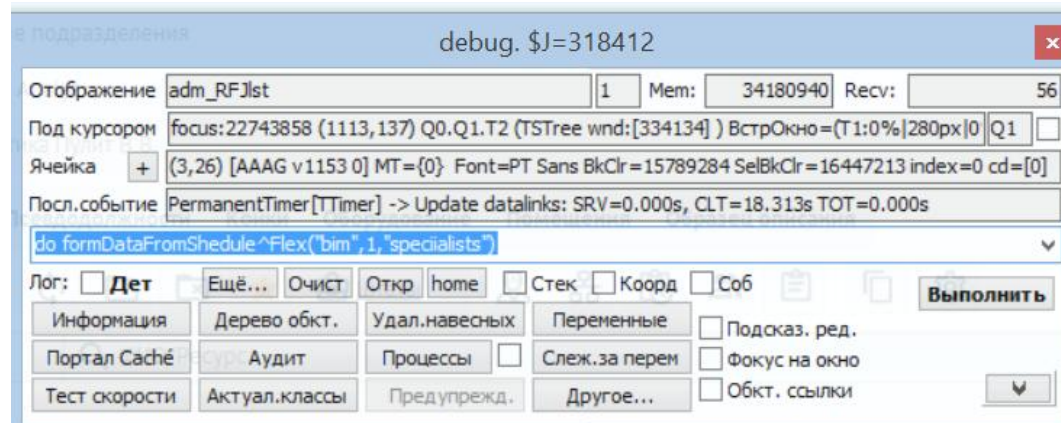 е подразделения
debug. $J=318412
Отображение adm_RFJlst 1 Mem: 34180940 Recv: 56
Под курсором focus:22743858 (1113,137) Q0.Q1.T2 (TSTree wnd:[334134] ) ВстрОкно=(T1:0%|280px|0 Q1
Ячейка + (3,26) [AAAG v1153 0] MT={0} Font=PT Sans BkClr=15789284 SelBkClr=16447213 index=0 cd=[0]
Посл.событие PermanentTimer[TTimer] -> Update datalinks: SRV=0.000s, CLT=18.313s TOT=0.000s
do formDataFromShedule^Flex("bim",1,"speciialists")
Лог: Дет Ещё... Очист Откр home Стек Коорд Соб Выполнить
Информация Дерево обкт. Удал.навесных Переменные Подсказ. ред.
Портал Caché Аудит Процессы Слеж.за перем Фокус на окно
Тест скорости Актуал.классы Предупрежд. Другое... Обкт. ссылки